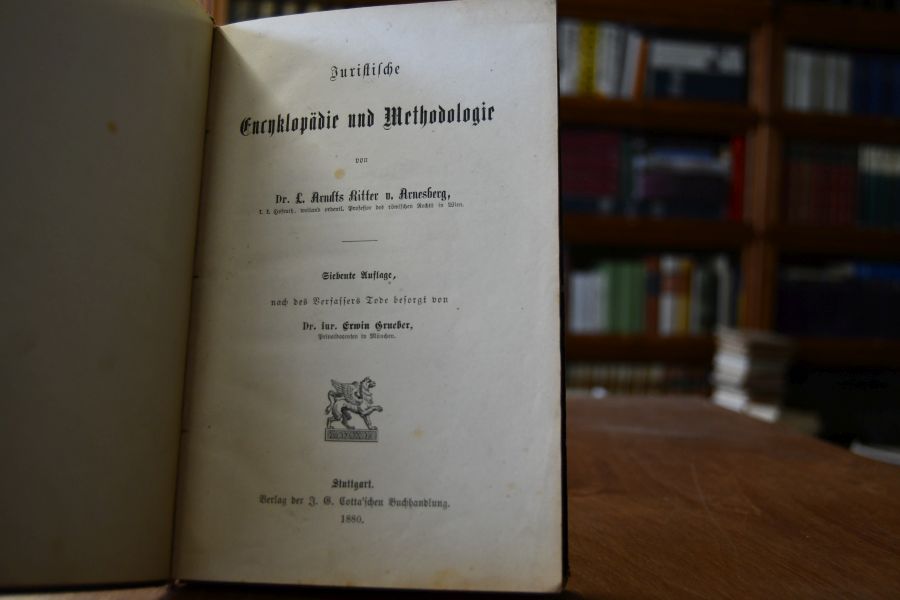 Juristische
Encyklopädie und Methodologie
von
Dr. L. Arndts Ritter v. Arnesberg,
k. k. Hofrath, weiland ordentl. Professor des römischen Rechts in Wien.
Siebente Auflage,
nach des Verfassers Tode besorgt von
Dr. iur. Erwin Grueber,
Privatdocenten in München.
Stuttgart.
Verlag der J. G. Cotta'schen Buchhandlung.
1880.